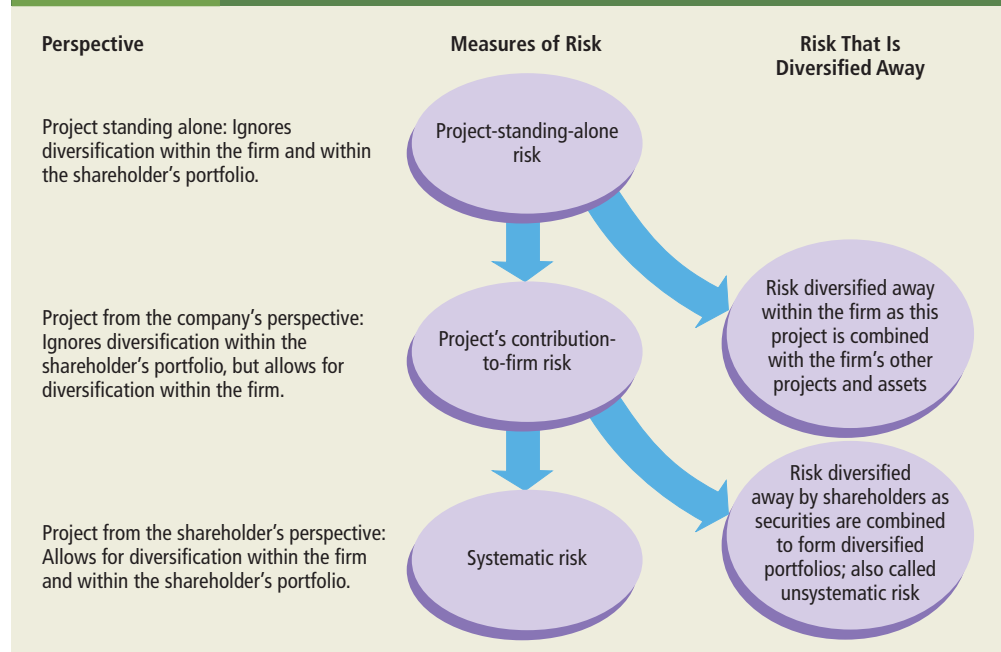 Perspective
Measures of Risk
Risk That Is
Diversified Away
Project standing alone: Ignores
diversification within the firm and within
the shareholder’s portfolio.
Project-standing-alone
risk
Risk diversified away
within the firm as this
project is combined
with the firm’s other
projects and assets
Project from the company’s perspective:
Ignores diversification within the
shareholder’s portfolio, but allows for
diversification within the firm.
Project’s contribution-
to-firm risk
Risk diversified
away by shareholders as
securities are combined
to form diversified
portfolios; also called
unsystematic risk
Project from the shareholder’s perspective:
Allows for diversification within the firm
and within the shareholder’s portfolio.
Systematic risk